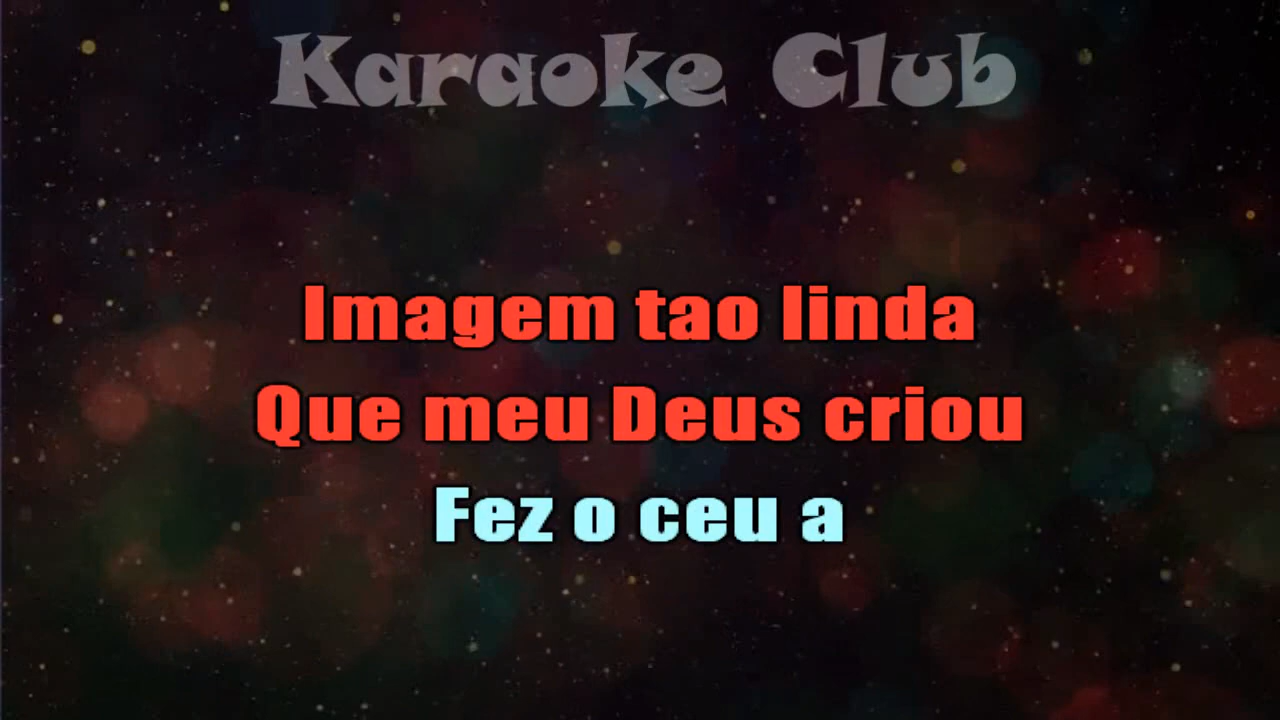 Karaoke Club
Imagem tao linda
Que meu Deus criou
Fez o ceu a